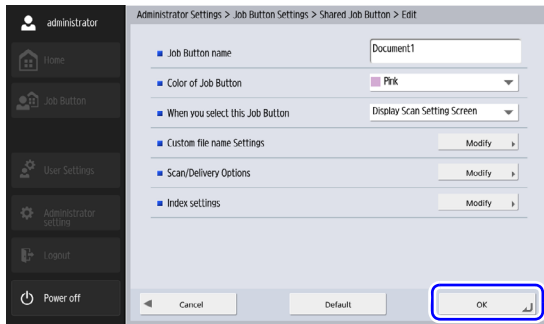 administrator
Home
Job Button
User Settings
Administrator
setting
Logout
Power off
Administrator Settings > Job Button Settings > Shared Job Button > Edit
Job Button name
Document1
Color of Job Button
Pink
When you select this Job Button
Display Scan Setting Screen
Custom file name Settings
Modify
Scan/Delivery Options
Modify
Index settings
Modify
Cancel
Default
OK